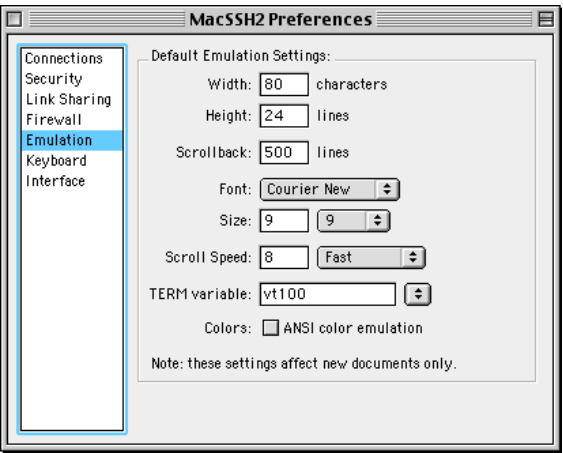 MacSSH2 Preferences
Connections
Security
Link Sharing
Firewall
Emulation
Keyboard
Interface
Default Emulation Settings:
Width: 80 characters
Height: 24 lines
Scrollback: 500 lines
Font: Courier New
Size: 9 9
Scroll Speed: 8 Fast
TERM variable: vt100
Colors: ANSI color emulation
Note: these settings affect new documents only.